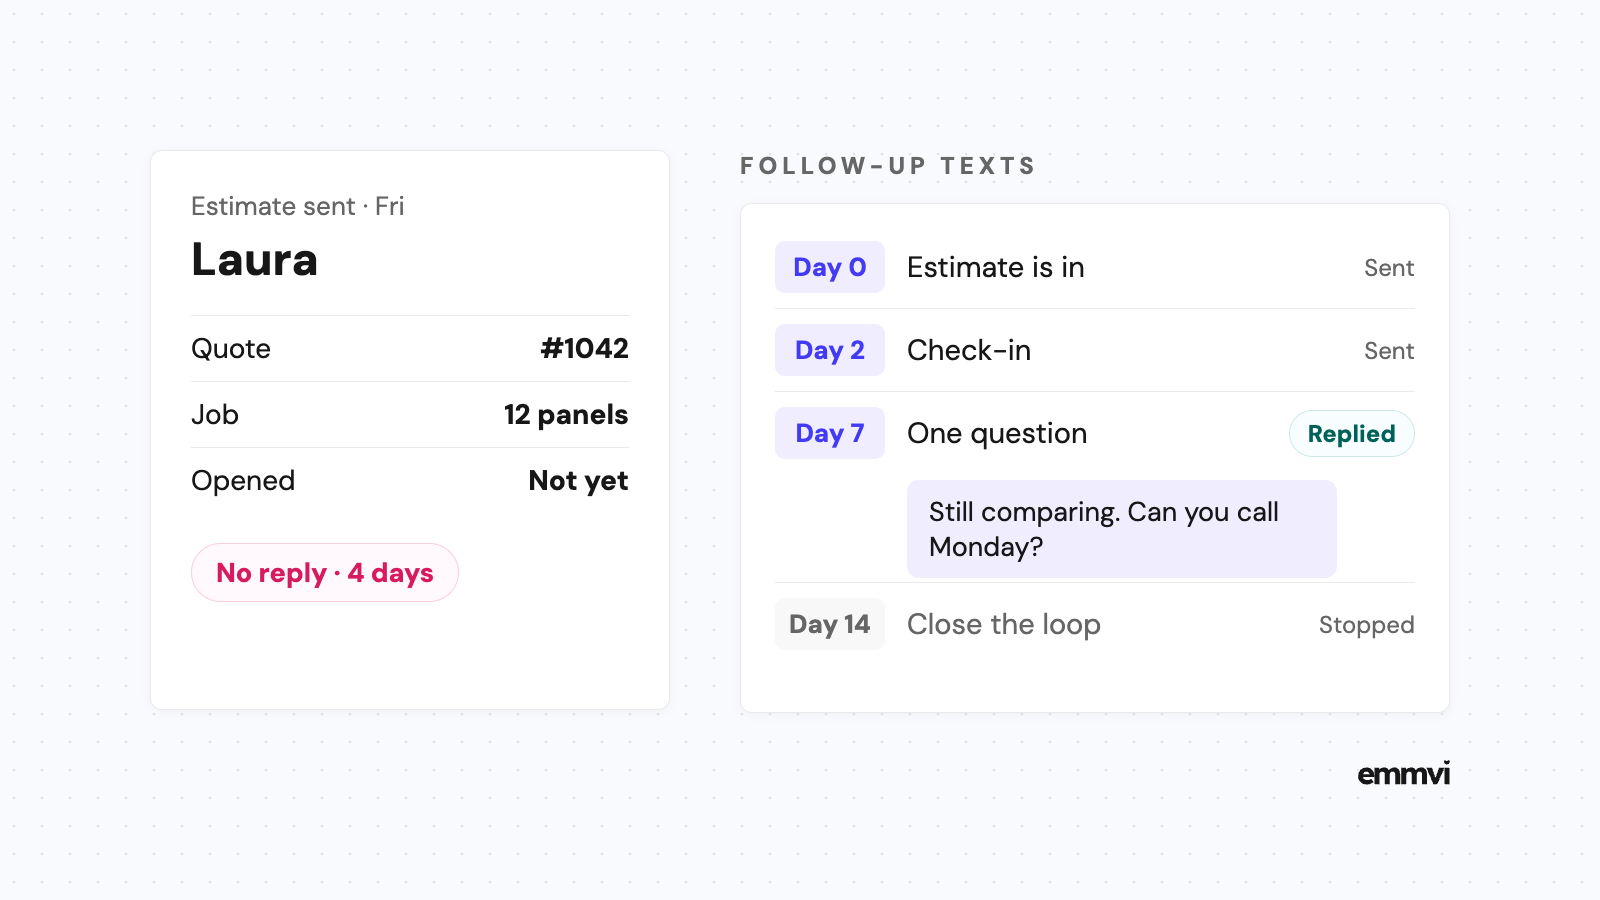 Estimate sent · Fri
Laura
Quote #1042
Job 12 panels
Opened Not yet
No reply · 4 days
FOLLOW-UP TEXTS
Day 0 Estimate is in Sent
Day 2 Check-in Sent
Day 7 One question Replied
Still comparing. Can you call
Monday?
Day 14 Close the loop Stopped
emmvi